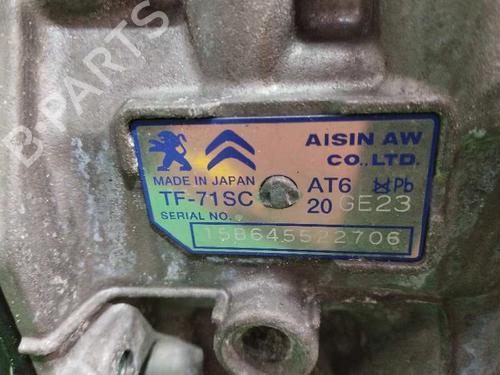 B-PARTS
AISIN AW
CO.,LTD.
MADE IN JAPAN
TF-71SC
AT6 Pb
SERIAL NO.
20 GE23
15B645522706